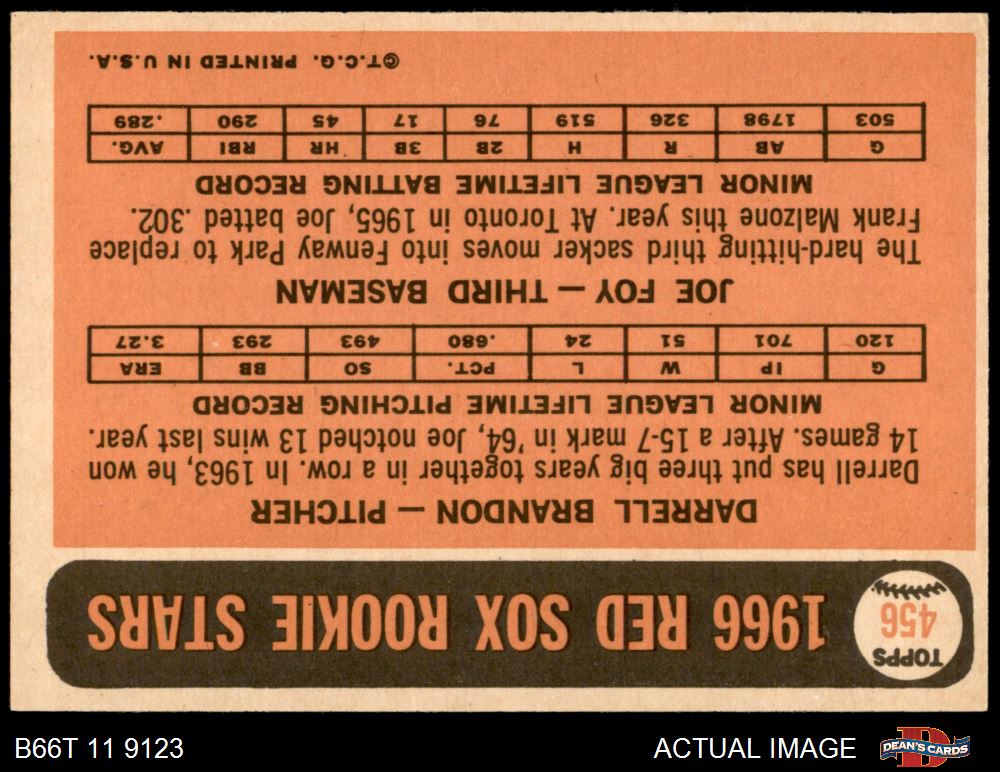 TOPPS
456
1966 RED SOX ROOKIE STARS
DARRELL BRANDON — PITCHER
Darrell has put three big years together in a row. In 1963, he won
14 games. After a 15-7 mark in '64, Joe notched 13 wins last year.
MINOR LEAGUE LIFETIME PITCHING RECORD
G IP W L PCT. SO BB ERA
120 701 51 24 .680 493 293 3.27
JOE FOY — THIRD BASEMAN
The hard-hitting third sacker moves into Fenway Park to replace
Frank Malzone this year. At Toronto in 1965, Joe batted .302.
MINOR LEAGUE LIFETIME BATTING RECORD
G AB R H 2B 3B HR RBI AVG.
503 1798 326 519 76 17 45 290 .289
©T.C.G. PRINTED IN U.S.A.
B66T 11 9123
ACTUAL IMAGE
DEAN'S CARDS